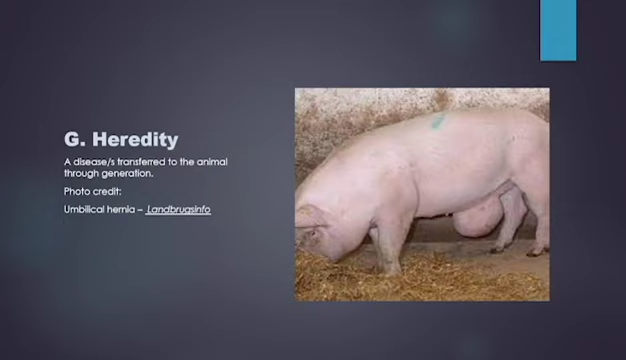 G. Heredity
A disease/s transferred to the animal
through generation.
Photo credit:
Umbilical hernia – Landbrugsinfo